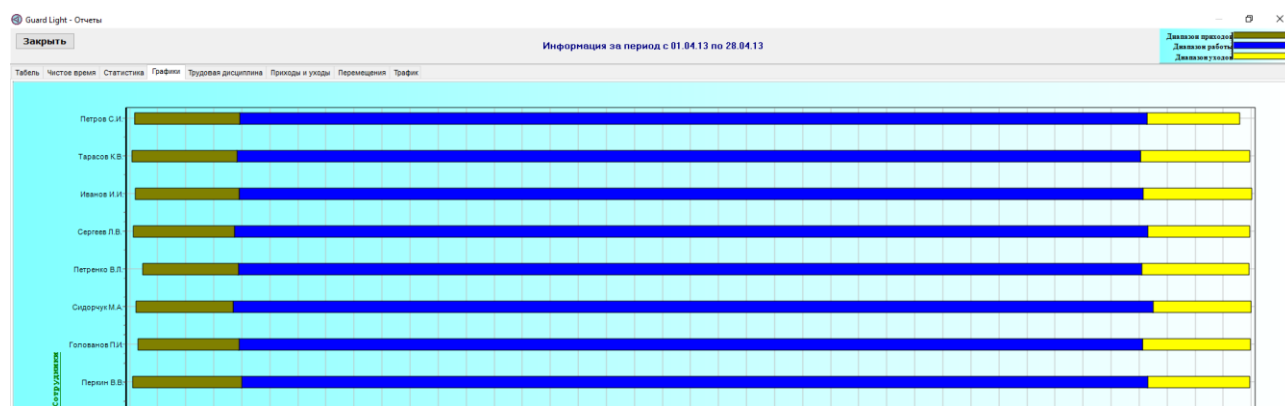 Guard Light - Отчеты
Закрыть
Информация за период с 01.04.13 по 28.04.13
Диапазон приходов
Диапазон работы
Диапазон уходов
Табель Чистое время Статистика Графики Трудовая дисциплина Приходы и уходы Перемещения Трафик
Петров С.И.
Тарасов К.В.
Иванов И.И.
Сергеев Л.В.
Петренко В.Л.
Сидорчук М.А.
Голованов П.И.
Перкин В.В.
Сотрудники